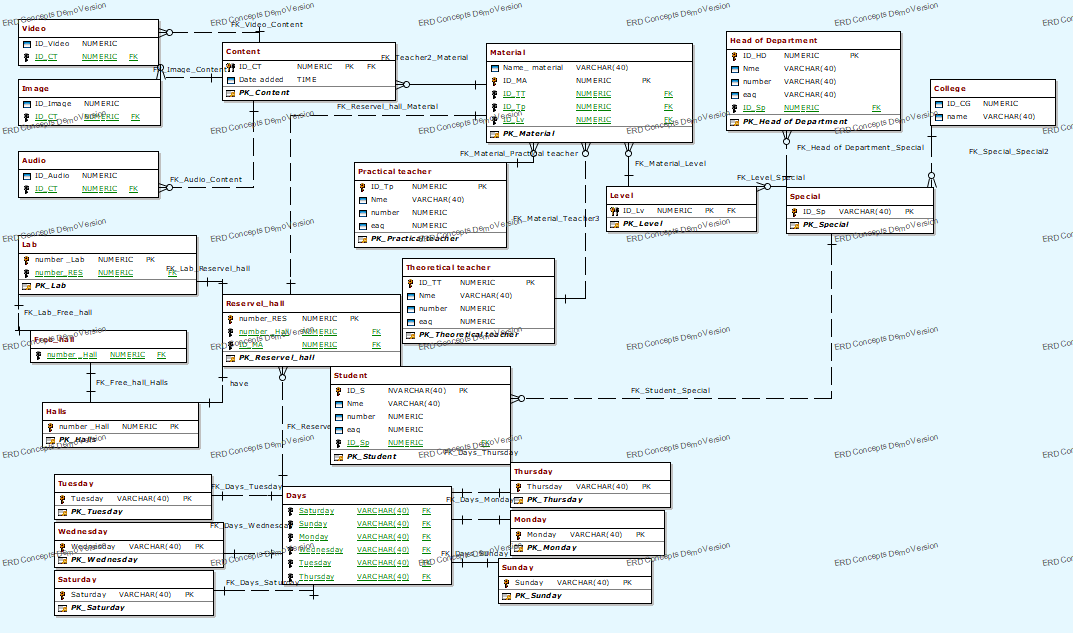 Video
ID_Video NUMERIC
ID_CT NUMERIC FK
FK_Video_Content
Image
ID_Image NUMERIC
ID_CT NUMERIC FK
FK_Image_Content
Audio
ID_Audio NUMERIC
ID_CT NUMERIC FK
FK_Audio_Content
Content
ID_CT NUMERIC PK FK
Date added TIME
PK_Content
FK_Teacher2_Material
FK_Reservel_hall_Material
Material
Name_ material VARCHAR(40)
ID_MA NUMERIC PK
ID_TT NUMERIC FK
ID_Tp NUMERIC FK
ID_Lv NUMERIC FK
PK_Material
Head of Department
ID_HD NUMERIC PK
Nme VARCHAR(40)
number VARCHAR(40)
eag VARCHAR(40)
ID_Sp NUMERIC FK
PK_Head of Department
College
ID_CG NUMERIC
name VARCHAR(40)
FK_Material_Practical teacher
FK_Material_Level
FK_Head of Department_Special
FK_Level_Special
FK_Special_Special2
Practical teacher
ID_Tp NUMERIC PK
Nme VARCHAR(40)
number NUMERIC
eag NUMERIC
PK_Practical teacher
FK_Material_Teacher3
Level
ID_Lv NUMERIC PK FK
PK_Level
Special
ID_Sp VARCHAR(40) PK
PK_Special
Lab
number _Lab NUMERIC PK
number_RES NUMERIC FK
PK_Lab
FK_Lab_Reservel_hall
FK_Lab_Free_hall
Theoretical teacher
ID_TT NUMERIC PK
Nme VARCHAR(40)
number NUMERIC
eag NUMERIC
PK_Theoretical teacher
Reservel_hall
number_RES NUMERIC PK
number _Hall NUMERIC FK
ID_MA NUMERIC FK
PK_Reservel_hall
Free_hall
number _Hall NUMERIC FK
FK_Free_hall_Halls
have
Halls
number _Hall NUMERIC PK
PK_Halls
Student
ID_S NVARCHAR(40) PK
Nme VARCHAR(40)
number NUMERIC
eag NUMERIC
ID_Sp NUMERIC FK
PK_Student
FK_Student_Special
FK_Reserve
FK_Days_Thursday
Tuesday
Tuesday VARCHAR(40) PK
PK_Tuesday
FK_Days_Tuesday
Wednesday
Wednesday VARCHAR(40) PK
PK_Wednesday
FK_Days_Wednesda
Saturday
Saturday VARCHAR(40) PK
PK_Saturday
FK_Days_Saturday
Days
Saturday VARCHAR(40) FK
Sunday VARCHAR(40) FK
Monday VARCHAR(40) FK
Wednesday VARCHAR(40) FK
Tuesday VARCHAR(40) FK
Thursday VARCHAR(40) FK
FK_Days_Monday
FK_Days_Sunday
Thursday
Thursday VARCHAR(40) PK
PK_Thursday
Monday
Monday VARCHAR(40) PK
PK_Monday
Sunday
Sunday VARCHAR(40) PK
PK_Sunday
ERD Concepts Demo Version